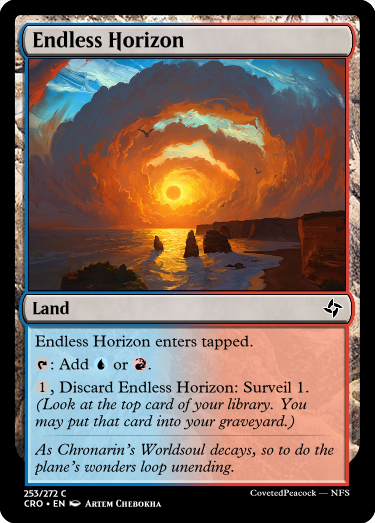 Endless Horizon
Land
Endless Horizon enters tapped.
: Add or .
1, Discard Endless Horizon: Surveil 1.
(Look at the top card of your library. You
may put that card into your graveyard.)
As Chronarin's Worldsoul decays, so to do the
plane's wonders loop unending.
253/272 C
CRO • EN Artem Chebokha
CovetedPeacock — NFS